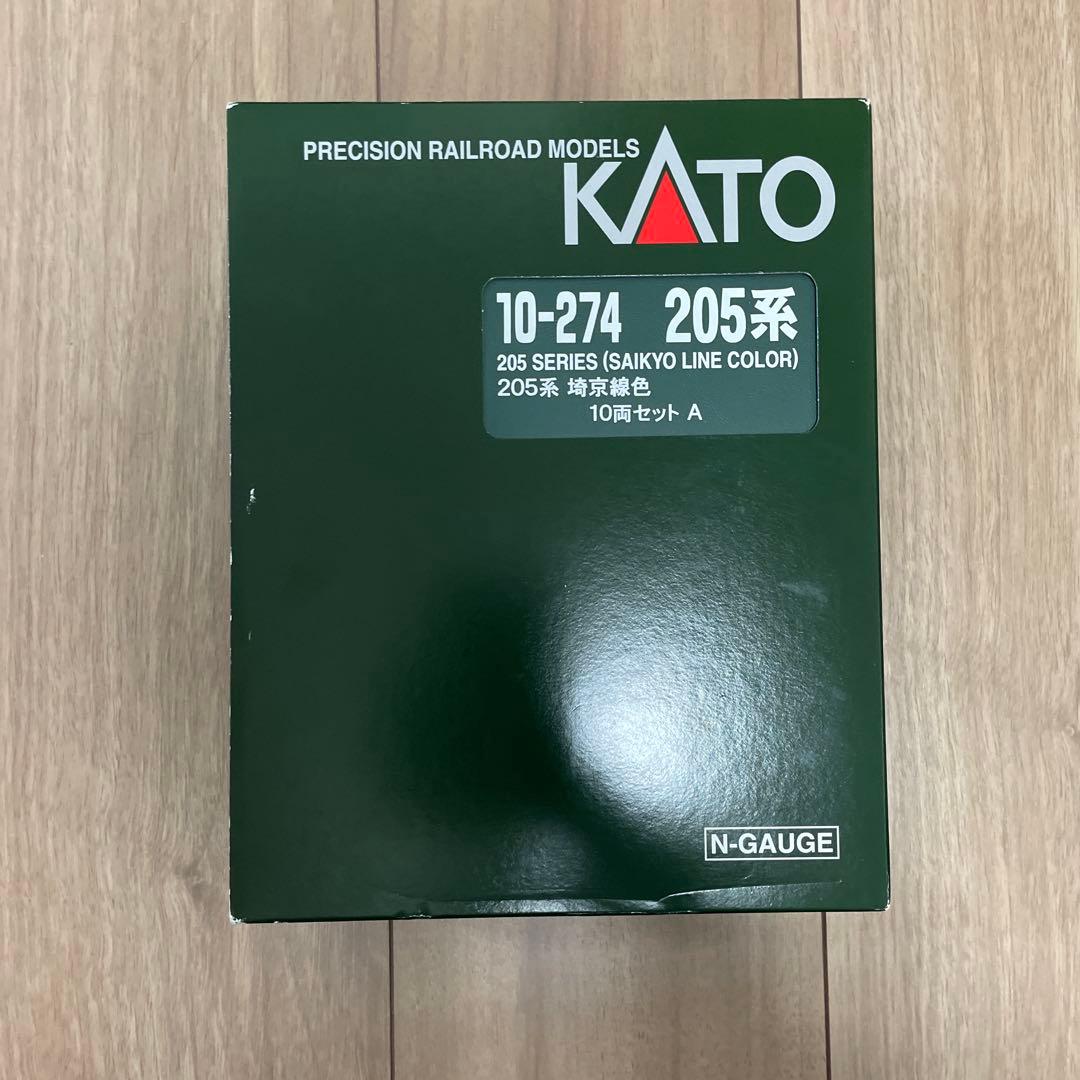 PRECISION RAILROAD MODELS
KATO
10-274 205系
205 SERIES (SAIKYO LINE COLOR)
205系 埼京線色
10両セット A
N-GAUGE